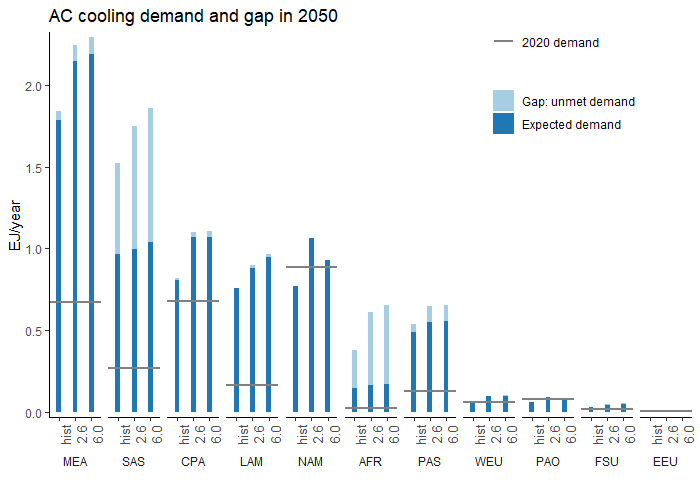 AC cooling demand and gap in 2050
2020 demand
Gap: unmet demand
Expected demand
EJ/year
2.0
1.5
1.0
0.5
0.0
hist 2.6 6.0 hist 2.6 6.0 hist 2.6 6.0 hist 2.6 6.0 hist 2.6 6.0 hist 2.6 6.0 hist 2.6 6.0 hist 2.6 6.0 hist 2.6 6.0 hist 2.6 6.0 hist 2.6 6.0
MEA SAS CPA LAM NAM AFR PAS WEU PAO FSU EEU